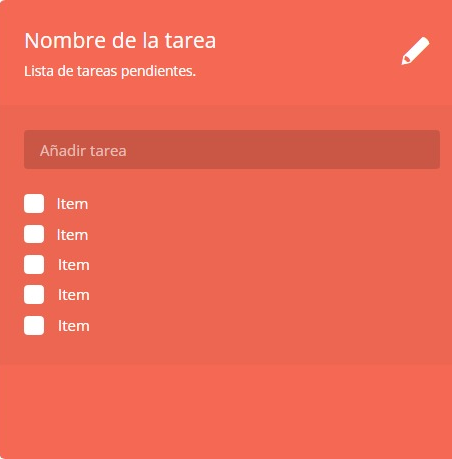 Nombre de la tarea
Lista de tareas pendientes.
Añadir tarea
Item
Item
Item
Item
Item